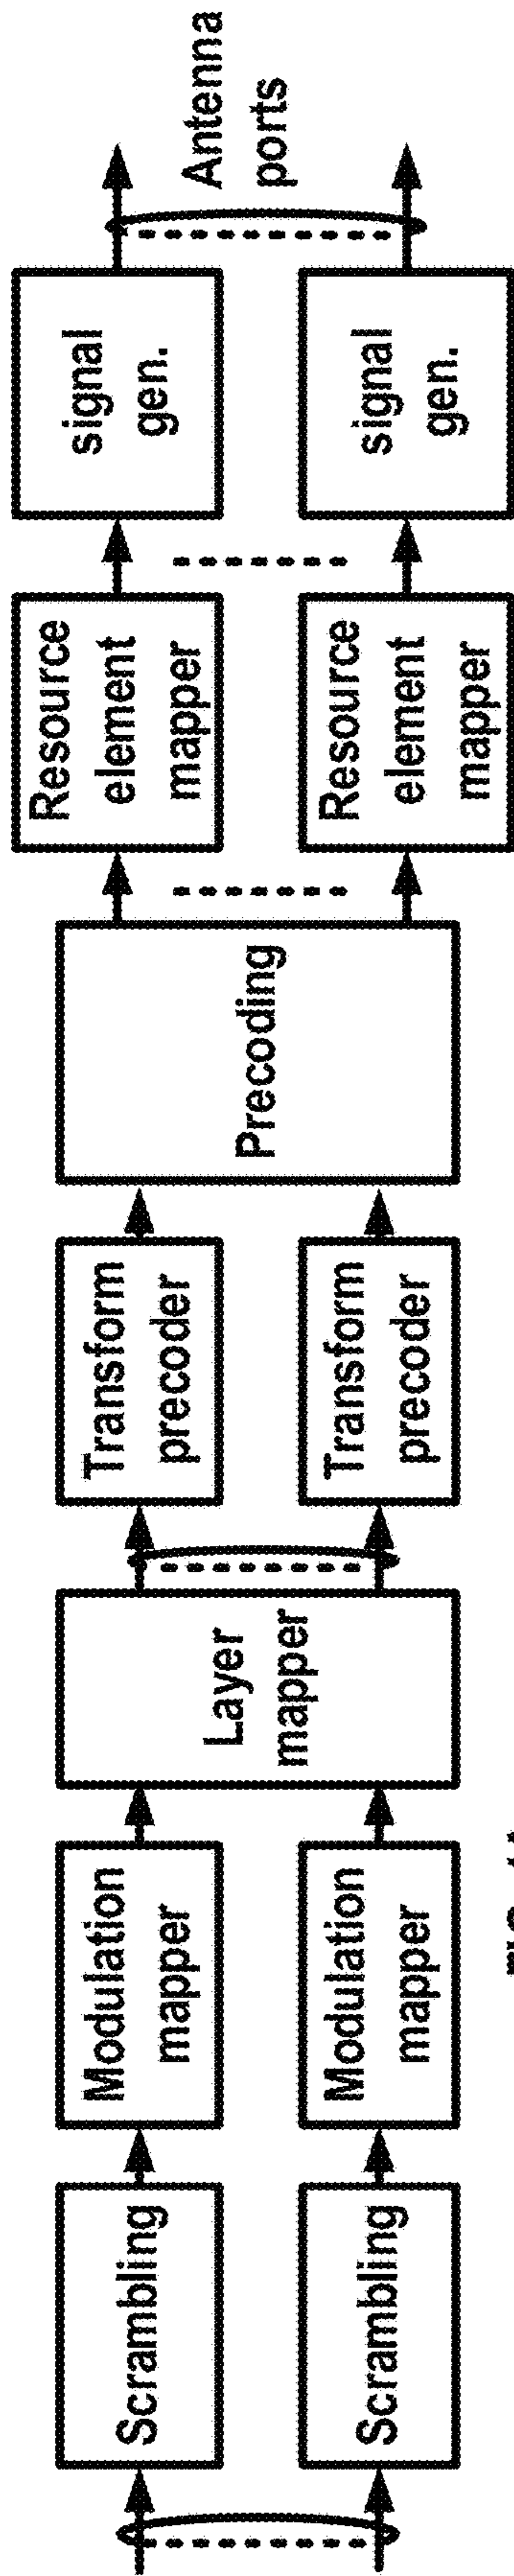 Scrambling
Scrambling
Modulation
mapper
Modulation
mapper
Layer
mapper
Transform
precoder
Transform
precoder
Precoding
Resource
element
mapper
Resource
element
mapper
signal
gen.
signal
gen.
Antenna
ports